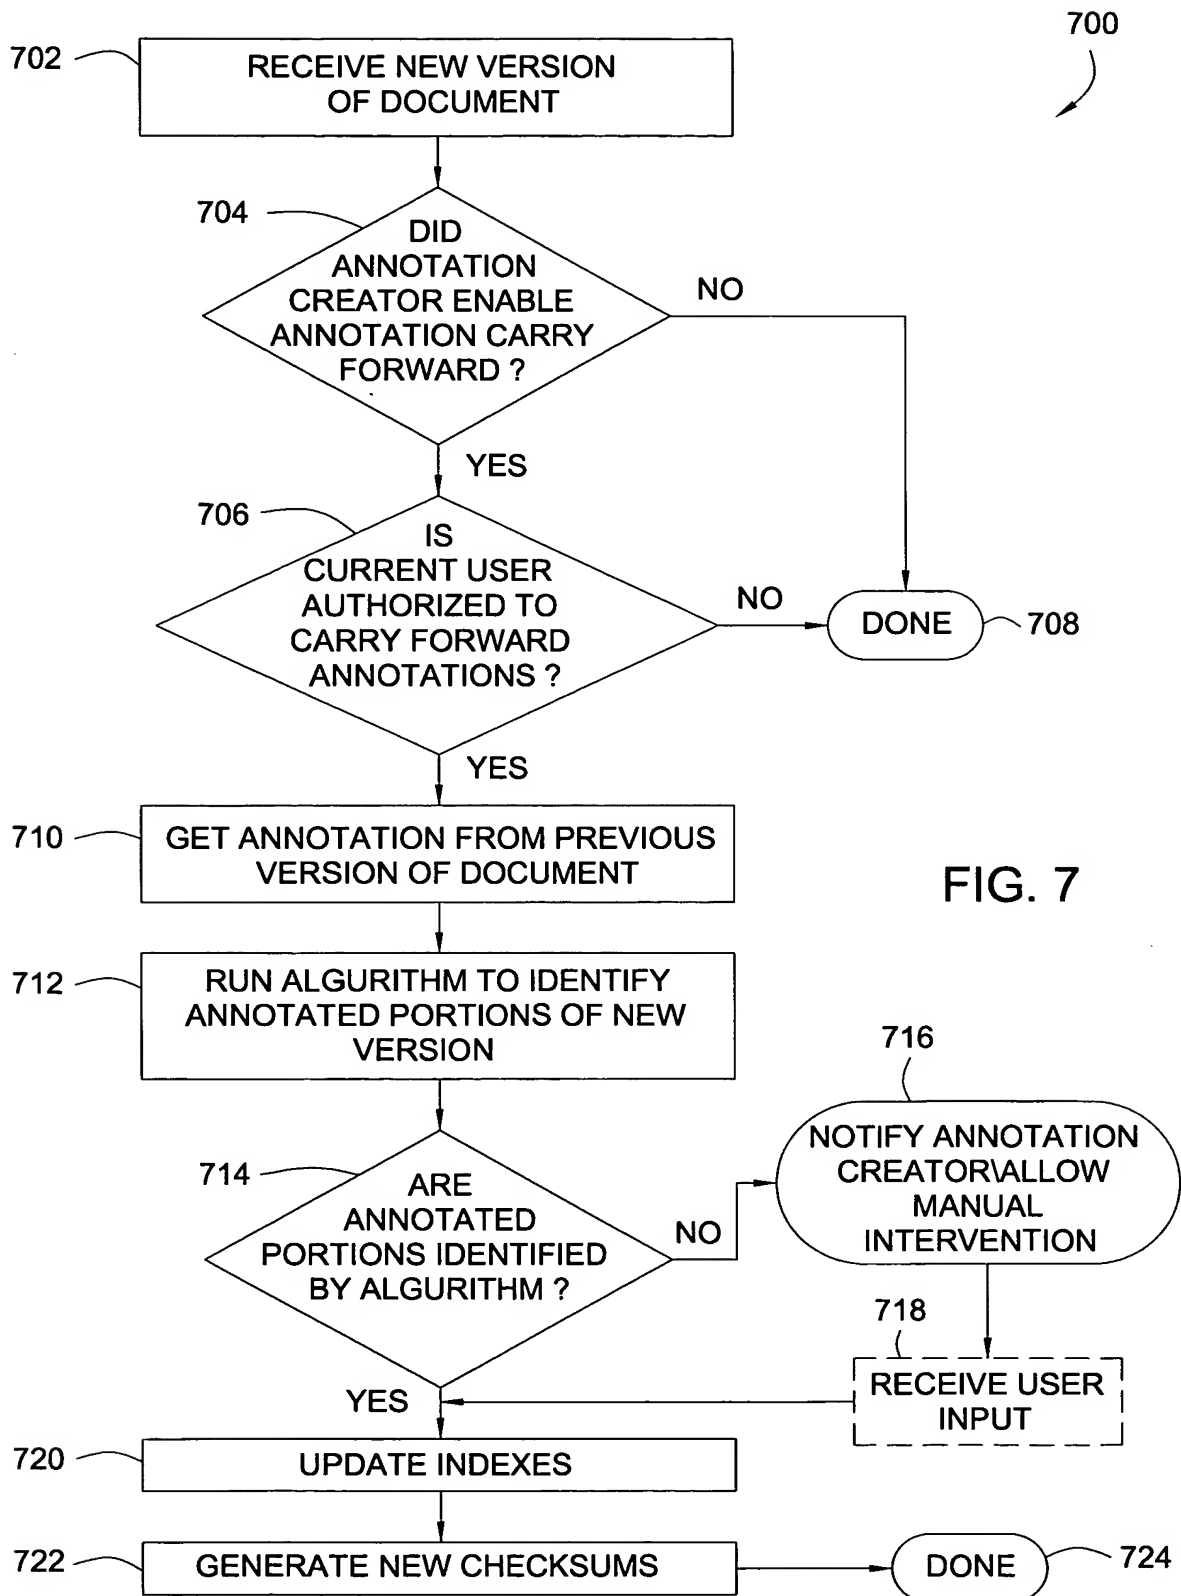 700
702
RECEIVE NEW VERSION
OF DOCUMENT
704
DID
ANNOTATION
CREATOR ENABLE
ANNOTATION CARRY
FORWARD ?
NO
YES
706
IS
CURRENT USER
AUTHORIZED TO
CARRY FORWARD
ANNOTATIONS ?
NO
DONE
708
YES
710
GET ANNOTATION FROM PREVIOUS
VERSION OF DOCUMENT
FIG. 7
712
RUN ALGURITHM TO IDENTIFY
ANNOTATED PORTIONS OF NEW
VERSION
714
ARE
ANNOTATED
PORTIONS IDENTIFIED
BY ALGURITHM ?
NO
716
NOTIFY ANNOTATION
CREATOR\ALLOW
MANUAL
INTERVENTION
718
RECEIVE USER
INPUT
YES
720
UPDATE INDEXES
722
GENERATE NEW CHECKSUMS
DONE
724